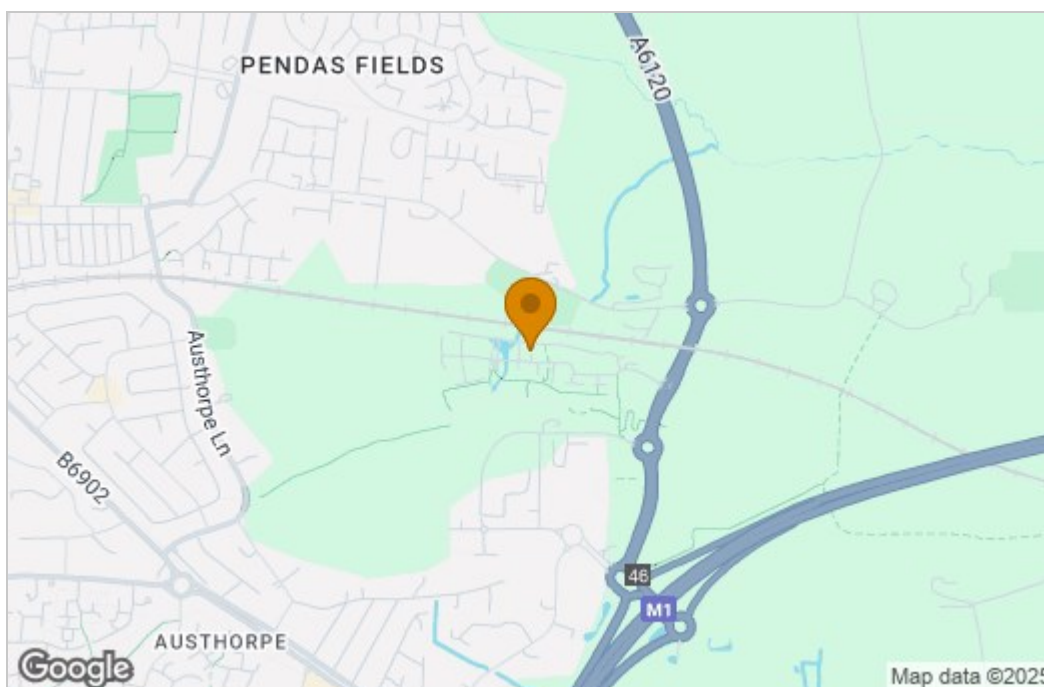 PENDAS FIELDS
A6120
Austhorpe Ln
B6902
46
M1
AUSTHORPE
Google
Map data ©2025